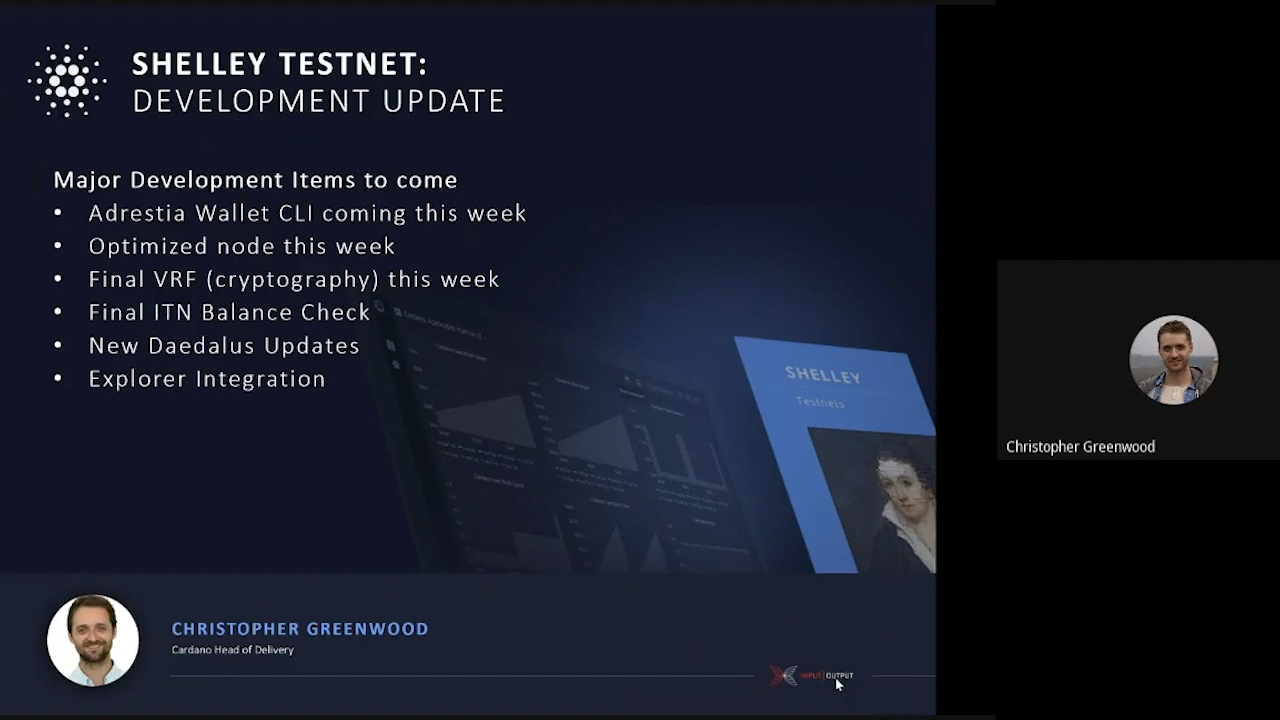 SHELLEY TESTNET:
DEVELOPMENT UPDATE
Major Development Items to come
• Adrestia Wallet CLI coming this week
• Optimized node this week
• Final VRF (cryptography) this week
• Final ITN Balance Check
• New Daedalus Updates
• Explorer Integration
SHELLEY
Testnets
CHRISTOPHER GREENWOOD
Cardano Head of Delivery
INPUT|OUTPUT
Christopher Greenwood